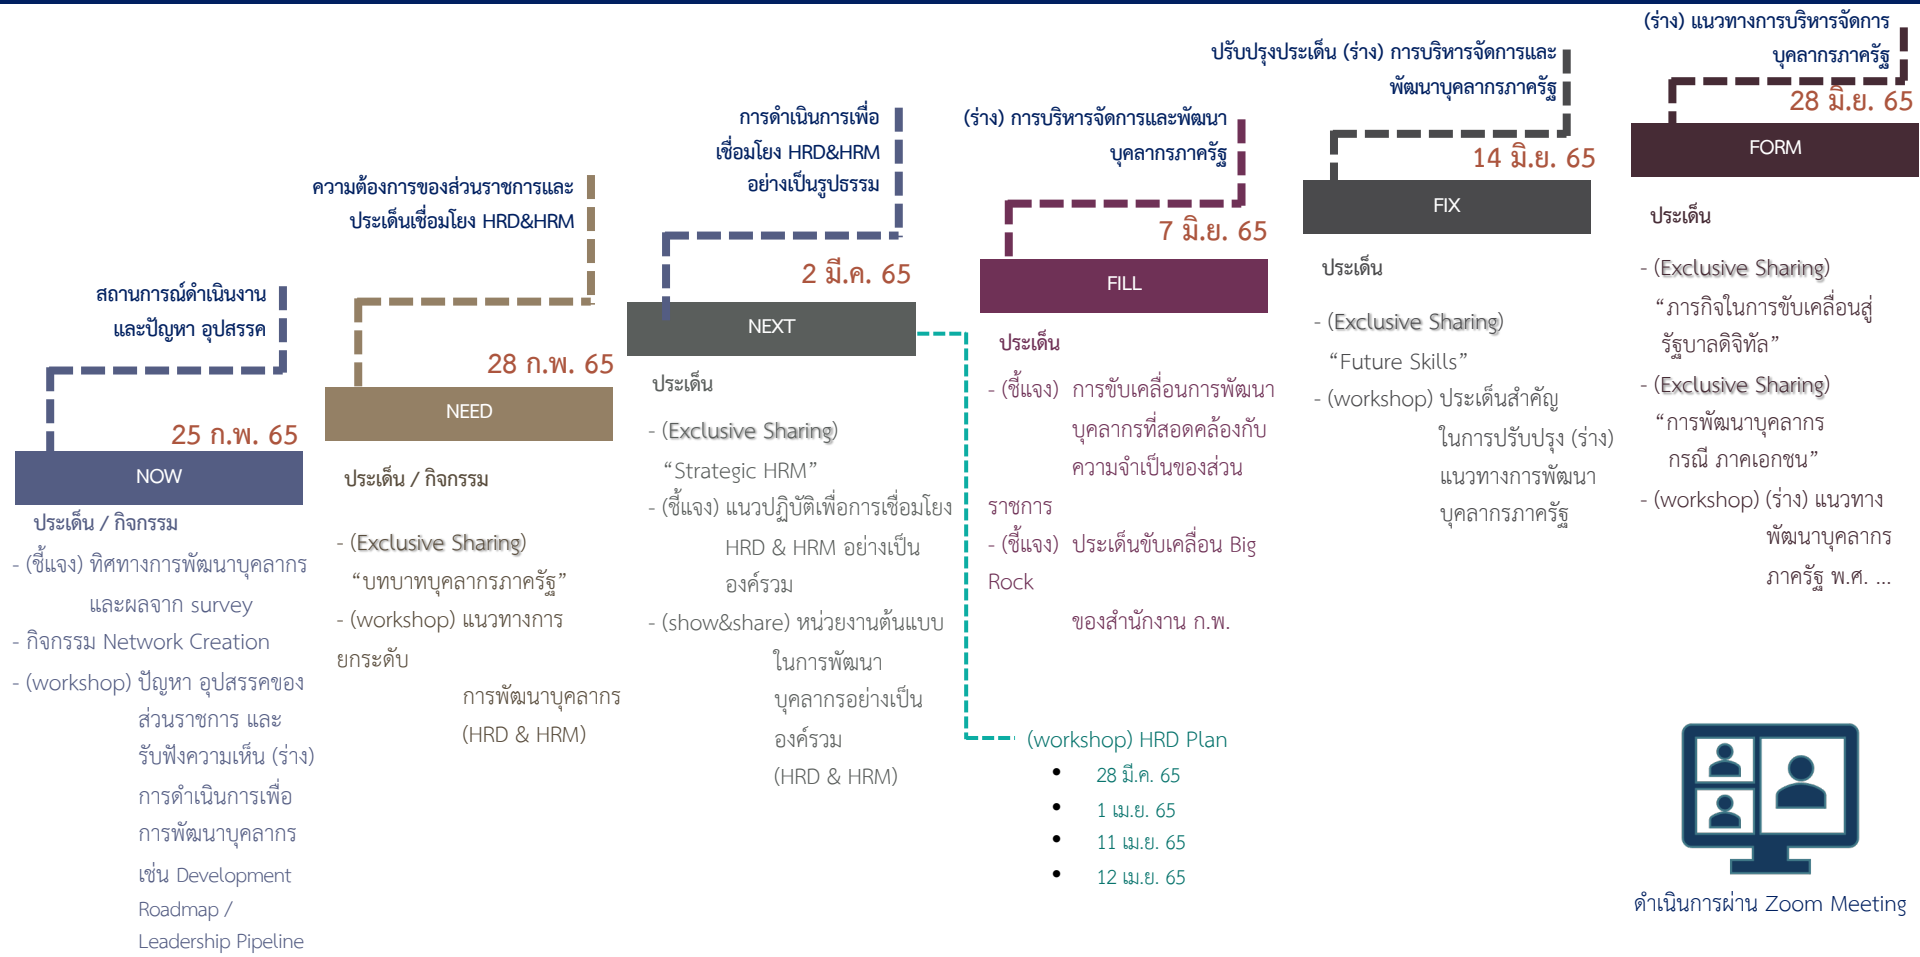 สถานการณ์ดำเนินงาน
และปัญหา อุปสรรค
25 ก.พ. 65
NOW
ประเด็น / กิจกรรม
- (ชี้แจง) ทิศทางการพัฒนาบุคลากร
และผลจาก survey
- กิจกรรม Network Creation
- (workshop) ปัญหา อุปสรรคของ
ส่วนราชการ และ
รับฟังความเห็น (ร่าง)
การดำเนินการเพื่อ
การพัฒนาบุคลากร
เช่น Development
Roadmap /
Leadership Pipeline
ความต้องการของส่วนราชการและ
ประเด็นเชื่อมโยง HRD&HRM
28 ก.พ. 65
NEED
ประเด็น / กิจกรรม
- (Exclusive Sharing)
“บทบาทบุคลากรภาครัฐ”
- (workshop) แนวทางการ
ยกระดับ
การพัฒนาบุคลากร
(HRD & HRM)
การดำเนินการเพื่อ
เชื่อมโยง HRD&HRM
อย่างเป็นรูปธรรม
2 มี.ค. 65
NEXT
ประเด็น
- (Exclusive Sharing)
“Strategic HRM”
- (ชี้แจง) แนวปฏิบัติเพื่อการเชื่อมโยง
HRD & HRM อย่างเป็น
องค์รวม
- (show&share) หน่วยงานต้นแบบ
ในการพัฒนา
บุคลากรอย่างเป็น
องค์รวม
(HRD & HRM)
(ร่าง) การบริหารจัดการและพัฒนา
บุคลากรภาครัฐ
7 มิ.ย. 65
FILL
ประเด็น
- (ชี้แจง) การขับเคลื่อนการพัฒนา
บุคลากรที่สอดคล้องกับ
ความจำเป็นของส่วน
ราชการ
- (ชี้แจง) ประเด็นขับเคลื่อน Big
Rock
ของสำนักงาน ก.พ.
(workshop) HRD Plan
• 28 มี.ค. 65
• 1 เม.ย. 65
• 11 เม.ย. 65
• 12 เม.ย. 65
ปรับปรุงประเด็น (ร่าง) การบริหารจัดการและ
พัฒนาบุคลากรภาครัฐ
14 มิ.ย. 65
FIX
ประเด็น
- (Exclusive Sharing)
“Future Skills”
- (workshop) ประเด็นสำคัญ
ในการปรับปรุง (ร่าง)
แนวทางการพัฒนา
บุคลากรภาครัฐ
(ร่าง) แนวทางการบริหารจัดการ
บุคลากรภาครัฐ
28 มิ.ย. 65
FORM
ประเด็น
- (Exclusive Sharing)
“ภารกิจในการขับเคลื่อนสู่
รัฐบาลดิจิทัล”
- (Exclusive Sharing)
“การพัฒนาบุคลากร
กรณี ภาคเอกชน”
- (workshop) (ร่าง) แนวทาง
พัฒนาบุคลากร
ภาครัฐ พ.ศ. ...
ดำเนินการผ่าน Zoom Meeting